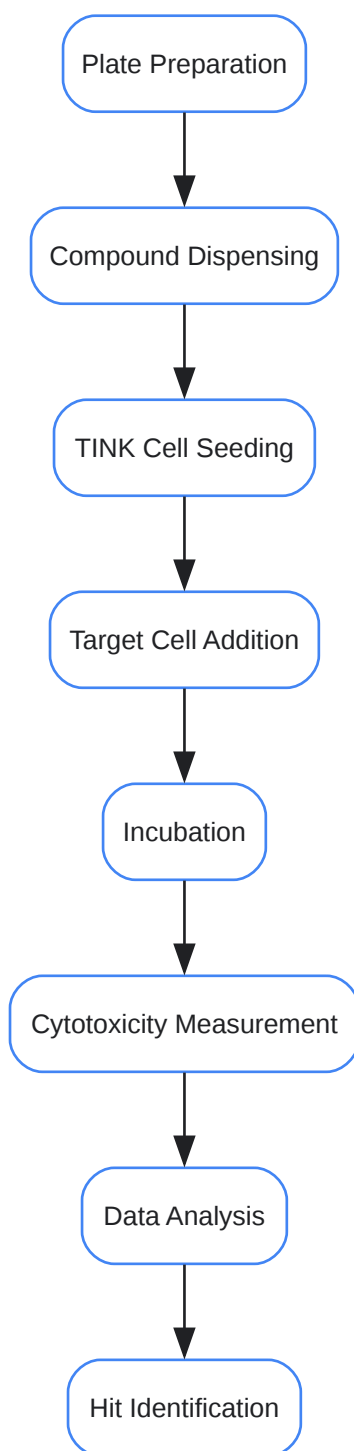 Plate Preparation
Compound Dispensing
TINK Cell Seeding
Target Cell Addition
Incubation
Cytotoxicity Measurement
Data Analysis
Hit Identification